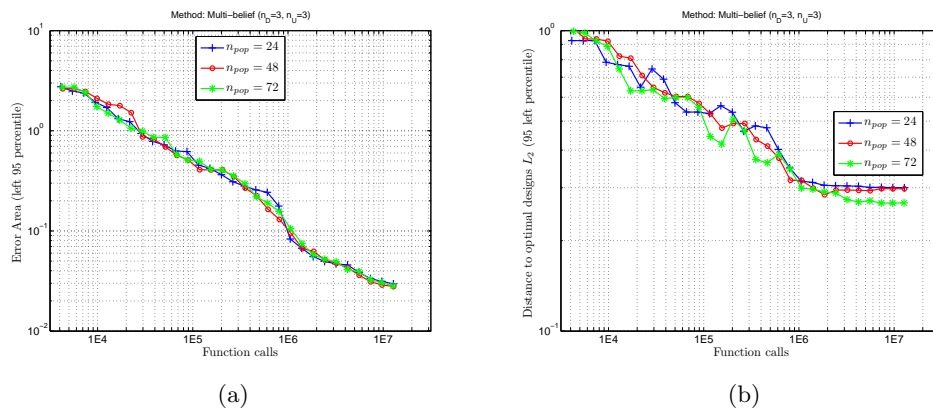 Method: Multi−belief (n_D=3, n_U=3)
10^1
10^0
10^−1
10^−2
Error Area (left 95 percentile)
n_pop = 24
n_pop = 48
n_pop = 72
1E4
1E5
1E6
1E7
Function calls
(a)
Method: Multi−belief (n_D=3, n_U=3)
10^0
10^−1
Distance to optimal designs L_2 (95 left percentile)
n_pop = 24
n_pop = 48
n_pop = 72
1E4
1E5
1E6
1E7
Function calls
(b)